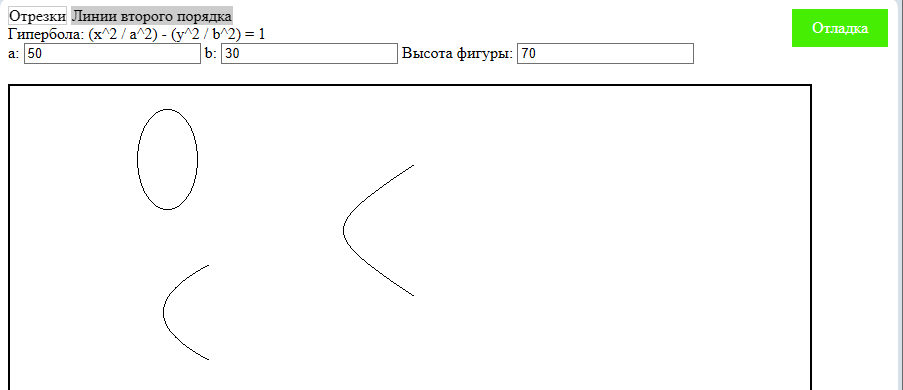 Отрезки Линии второго порядка
Отладка
Гипербола: (x^2 / a^2) - (y^2 / b^2) = 1
a: 50 b: 30 Высота фигуры: 70